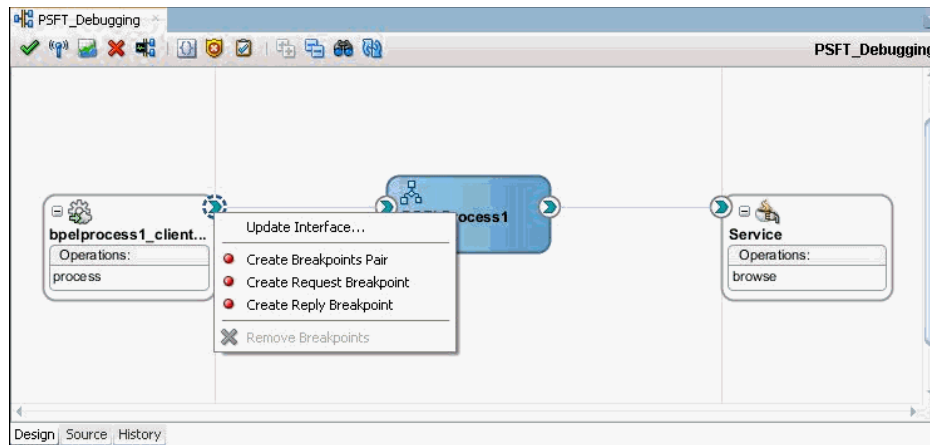 PSFT_Debugging
PSFT_Debugging
bpelprocess1_client...
Operations:
process
ocess1
Update Interface...
Create Breakpoints Pair
Create Request Breakpoint
Create Reply Breakpoint
Remove Breakpoints
Service
Operations:
browse
Design Source History